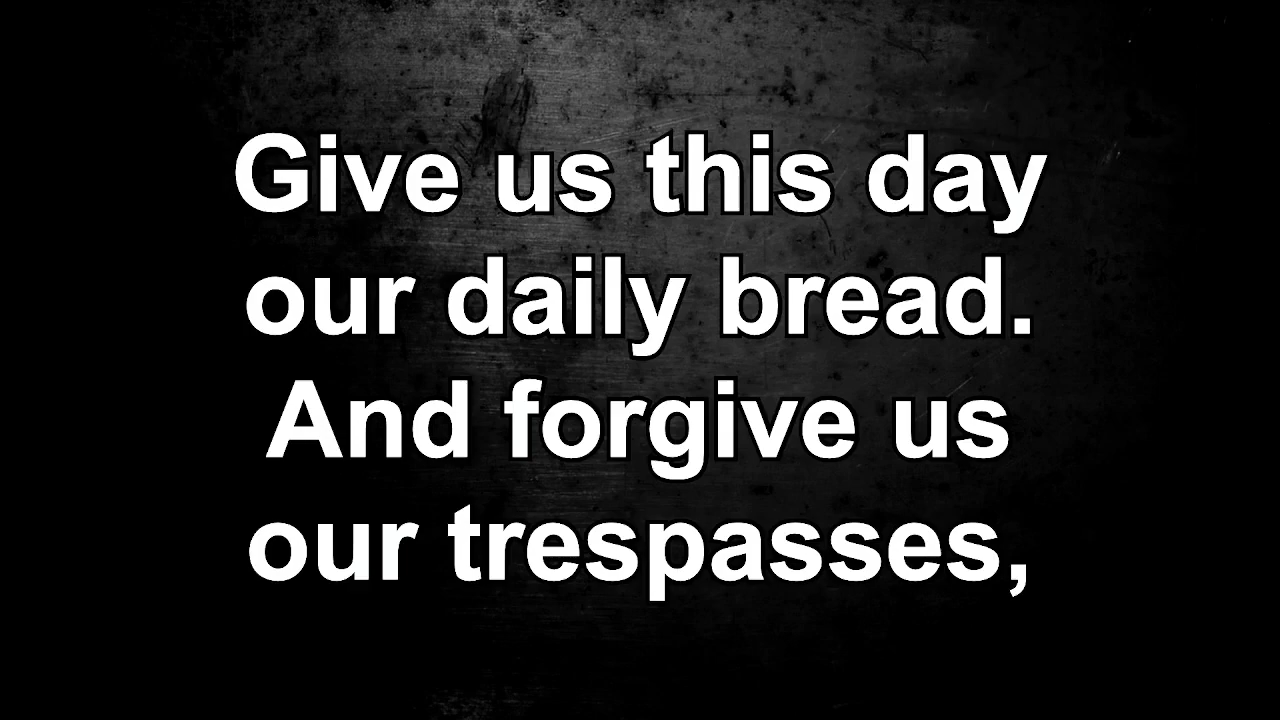 Give us this day
our daily bread.
And forgive us
our trespasses,